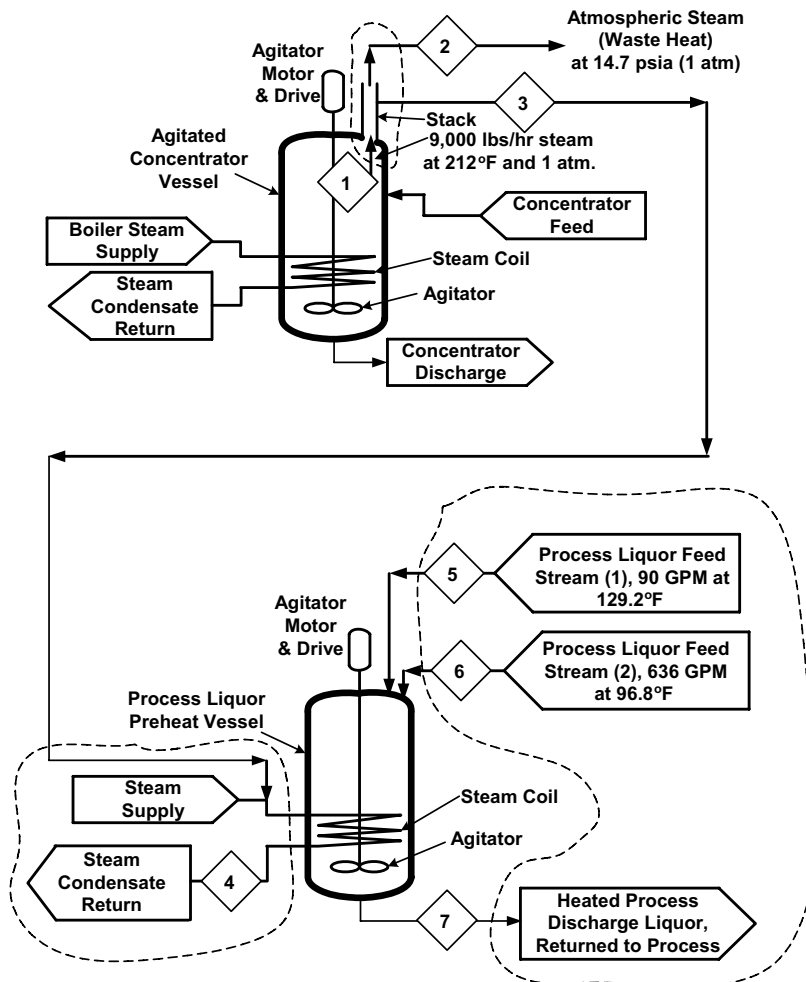 2
Atmospheric Steam
(Waste Heat)
at 14.7 psia (1 atm)
Agitator
Motor
& Drive
3
Stack
9,000 lbs/hr steam
at 212°F and 1 atm.
Agitated
Concentrator
Vessel
1
Concentrator
Feed
Boiler Steam
Supply
Steam Coil
Steam
Condensate
Return
Agitator
Concentrator
Discharge
5
Process Liquor Feed
Stream (1), 90 GPM at
129.2°F
Agitator
Motor
& Drive
6
Process Liquor Feed
Stream (2), 636 GPM
at 96.8°F
Process Liquor
Preheat Vessel
Steam
Supply
Steam Coil
Agitator
Steam
Condensate
Return
4
7
Heated Process
Discharge Liquor,
Returned to Process